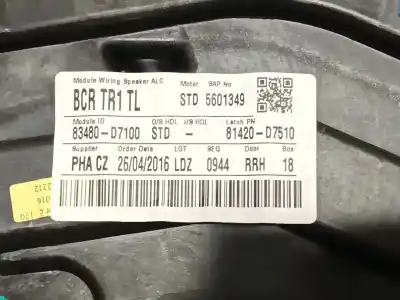 Module Wiring Speaker ALC Motor SAP No
BCR TR1 TL STD 5601349
Module ID O/S HDL I/S HDL Latch PN
83480-D7100 STD - 81420-D7510
Supplier Order Date LOT SEQ Door Box
PHA CZ 26/04/2016 LDZ 0944 RRH 18